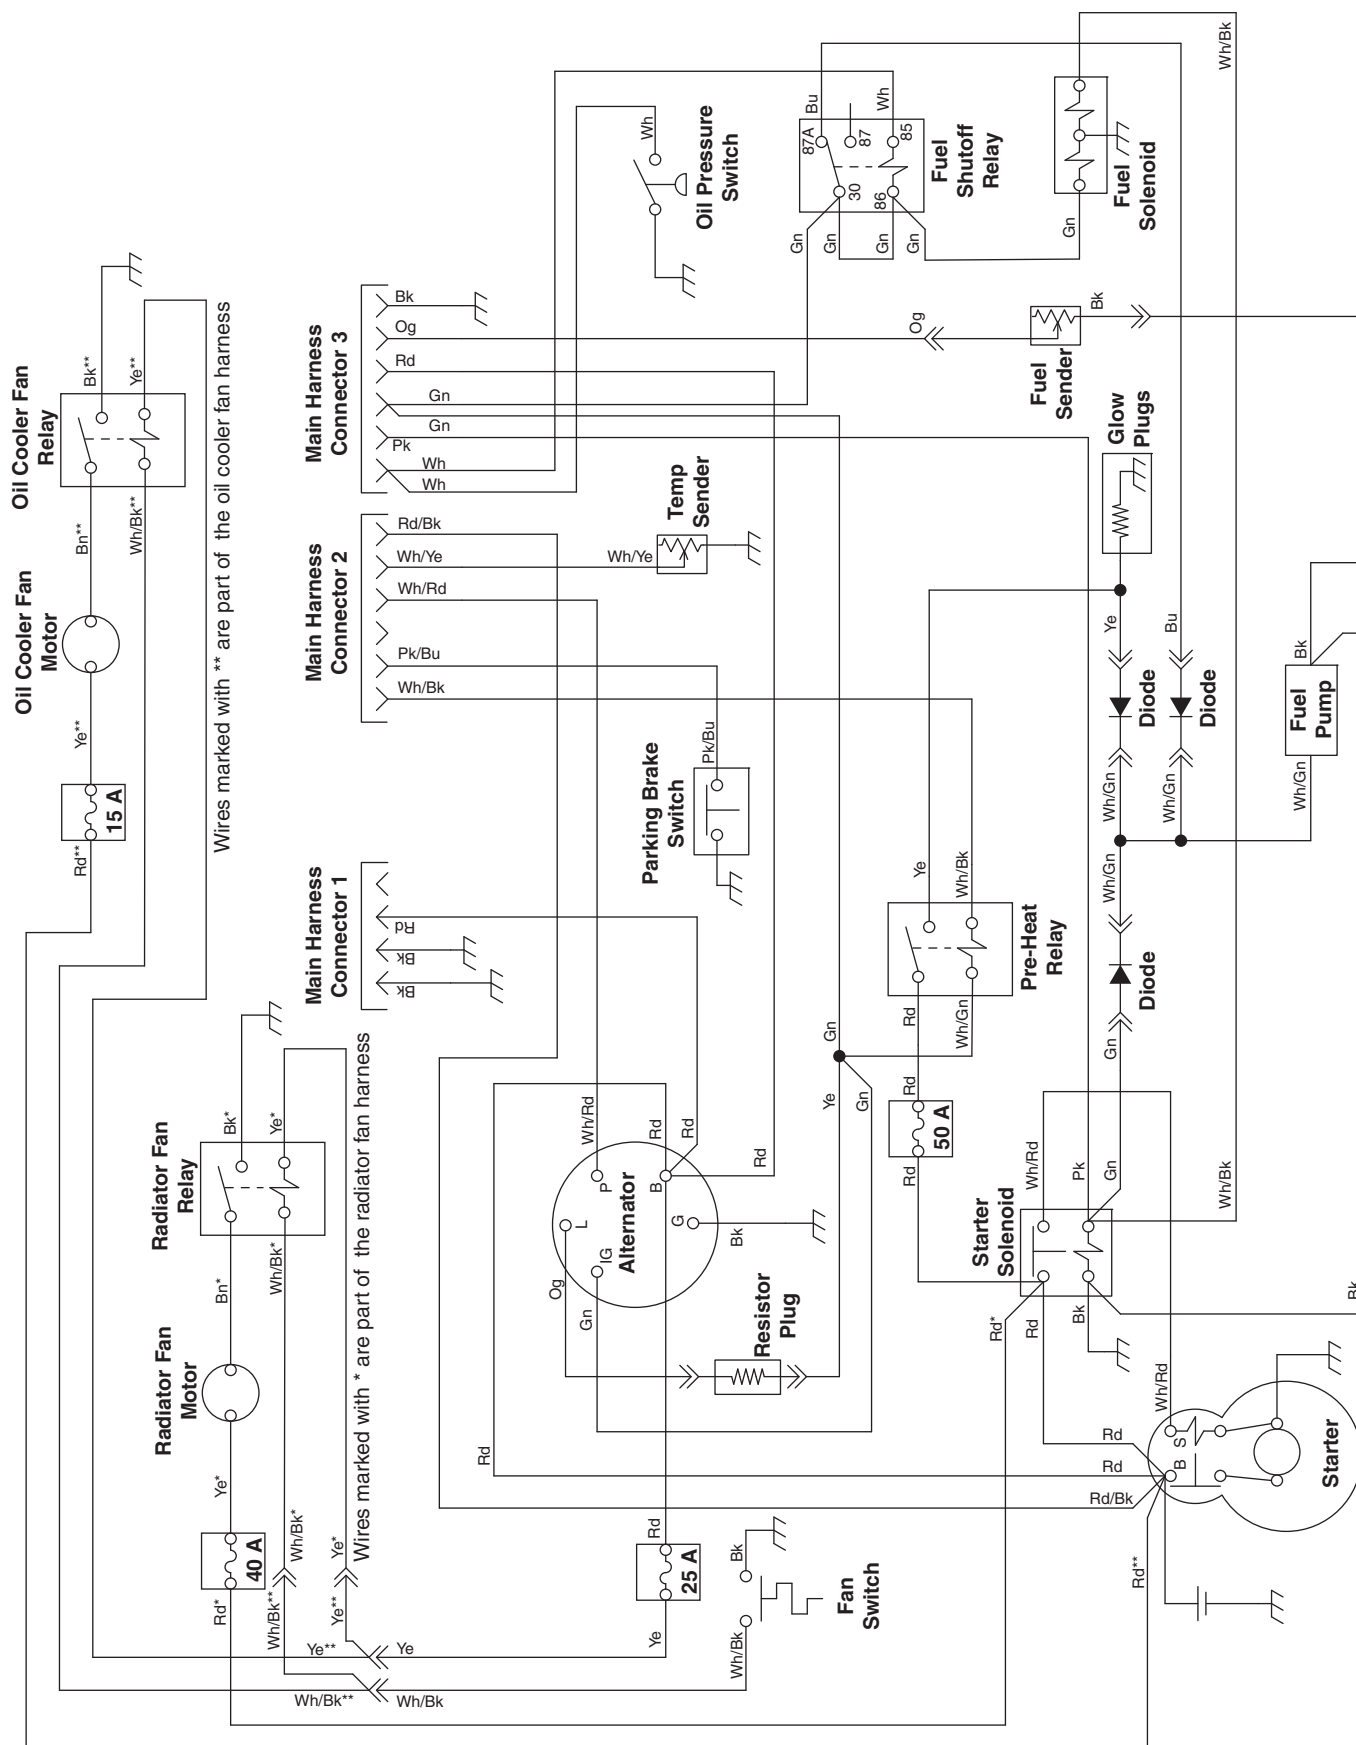 Oil Cooler Fan
Relay
Bk**
Ye**
Bn**
Wh/Bk**
Oil Cooler Fan
Motor
Ye**
15 A
Rd**
Wires marked with ** are part of the oil cooler fan harness
Radiator Fan
Relay
Bk*
Ye*
Bn*
Wh/Bk*
Radiator Fan
Motor
Ye*
40 A
Rd*
Wh/Bk*
Ye*
Wh/Bk**
Ye**
Wires marked with * are part of the radiator fan harness
Ye**
Ye
Wh/Bk**
Wh/Bk
Main Harness
Connector 3
Bk
Og
Rd
Gn
Gn
Pk
Wh
Wh
Main Harness
Connector 2
Rd/Bk
Wh/Ye
Wh/Rd
Pk/Bu
Wh/Bk
Main Harness
Connector 1
Rd
Bk
Bk
Wh
Oil Pressure
Switch
Wh/Ye
Temp
Sender
Parking Brake
Switch
Pk/Bu
Alternator
L
IG
P
B
G
Og
Gn
Wh/Rd
Rd
Rd
Rd
Bk
Resistor
Plug
Rd
Rd
25 A
Ye
Bk
Wh/Bk
Fan
Switch
Bu
Wh
87A
87
85
30
86
Fuel
Shutoff
Relay
Gn
Gn
Gn
Gn
Wh/Bk
Fuel
Solenoid
Gn
Og
Fuel
Sender
Bk
Glow
Plugs
Ye
Bu
Diode
Diode
Wh/Gn
Wh/Gn
Bk
Fuel
Pump
Wh/Gn
Wh/Gn
Diode
Gn
Ye
Wh/Bk
Pre-Heat
Relay
Rd
Wh/Gn
Gn
Ye
Gn
Rd
50 A
Rd
Wh/Rd
Pk
Gn
Wh/Bk
Starter
Solenoid
Rd*
Rd
Bk
Bk
Wh/Rd
Rd
Rd
Rd/Bk
B
S
Starter
Rd**